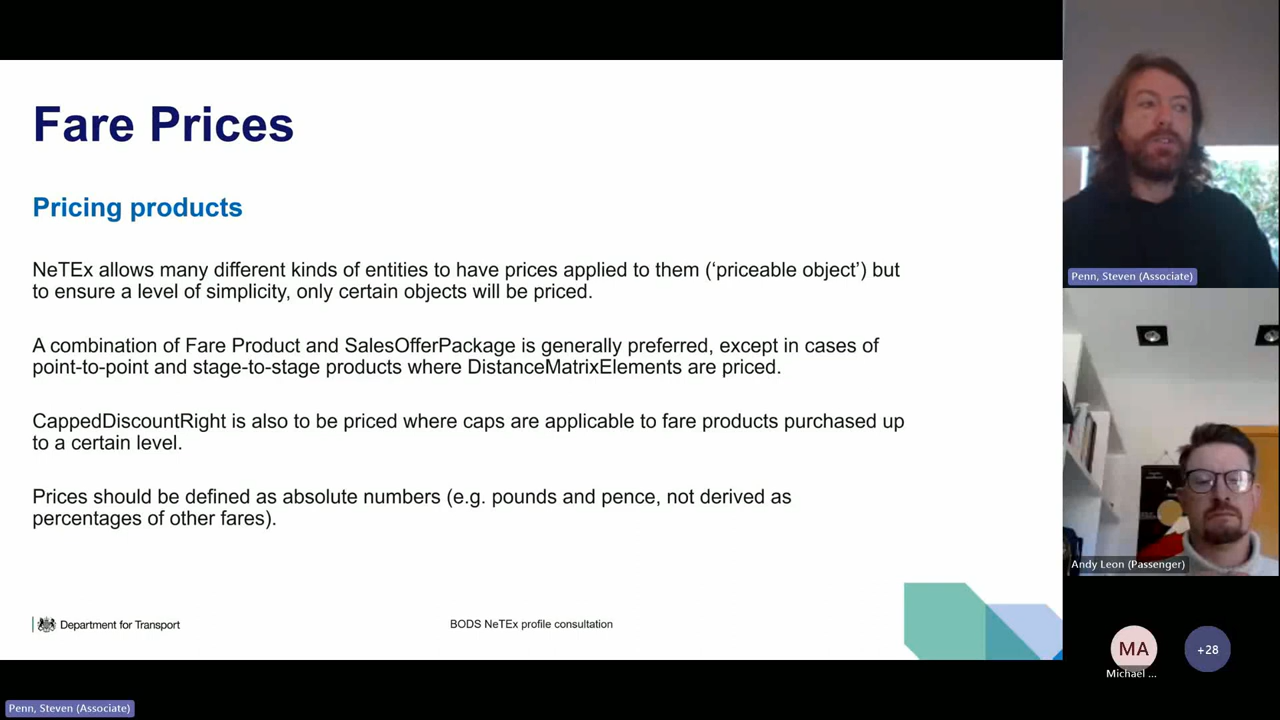 Fare Prices
Pricing products
NeTEx allows many different kinds of entities to have prices applied to them (‘priceable object’) but
to ensure a level of simplicity, only certain objects will be priced.
A combination of Fare Product and SalesOfferPackage is generally preferred, except in cases of
point-to-point and stage-to-stage products where DistanceMatrixElements are priced.
CappedDiscountRight is also to be priced where caps are applicable to fare products purchased up
to a certain level.
Prices should be defined as absolute numbers (e.g. pounds and pence, not derived as
percentages of other fares).
Department for Transport
BODS NeTEx profile consultation
Penn, Steven (Associate)
Andy Leon (Passenger)
MA
Michael ...
+28
Penn, Steven (Associate)